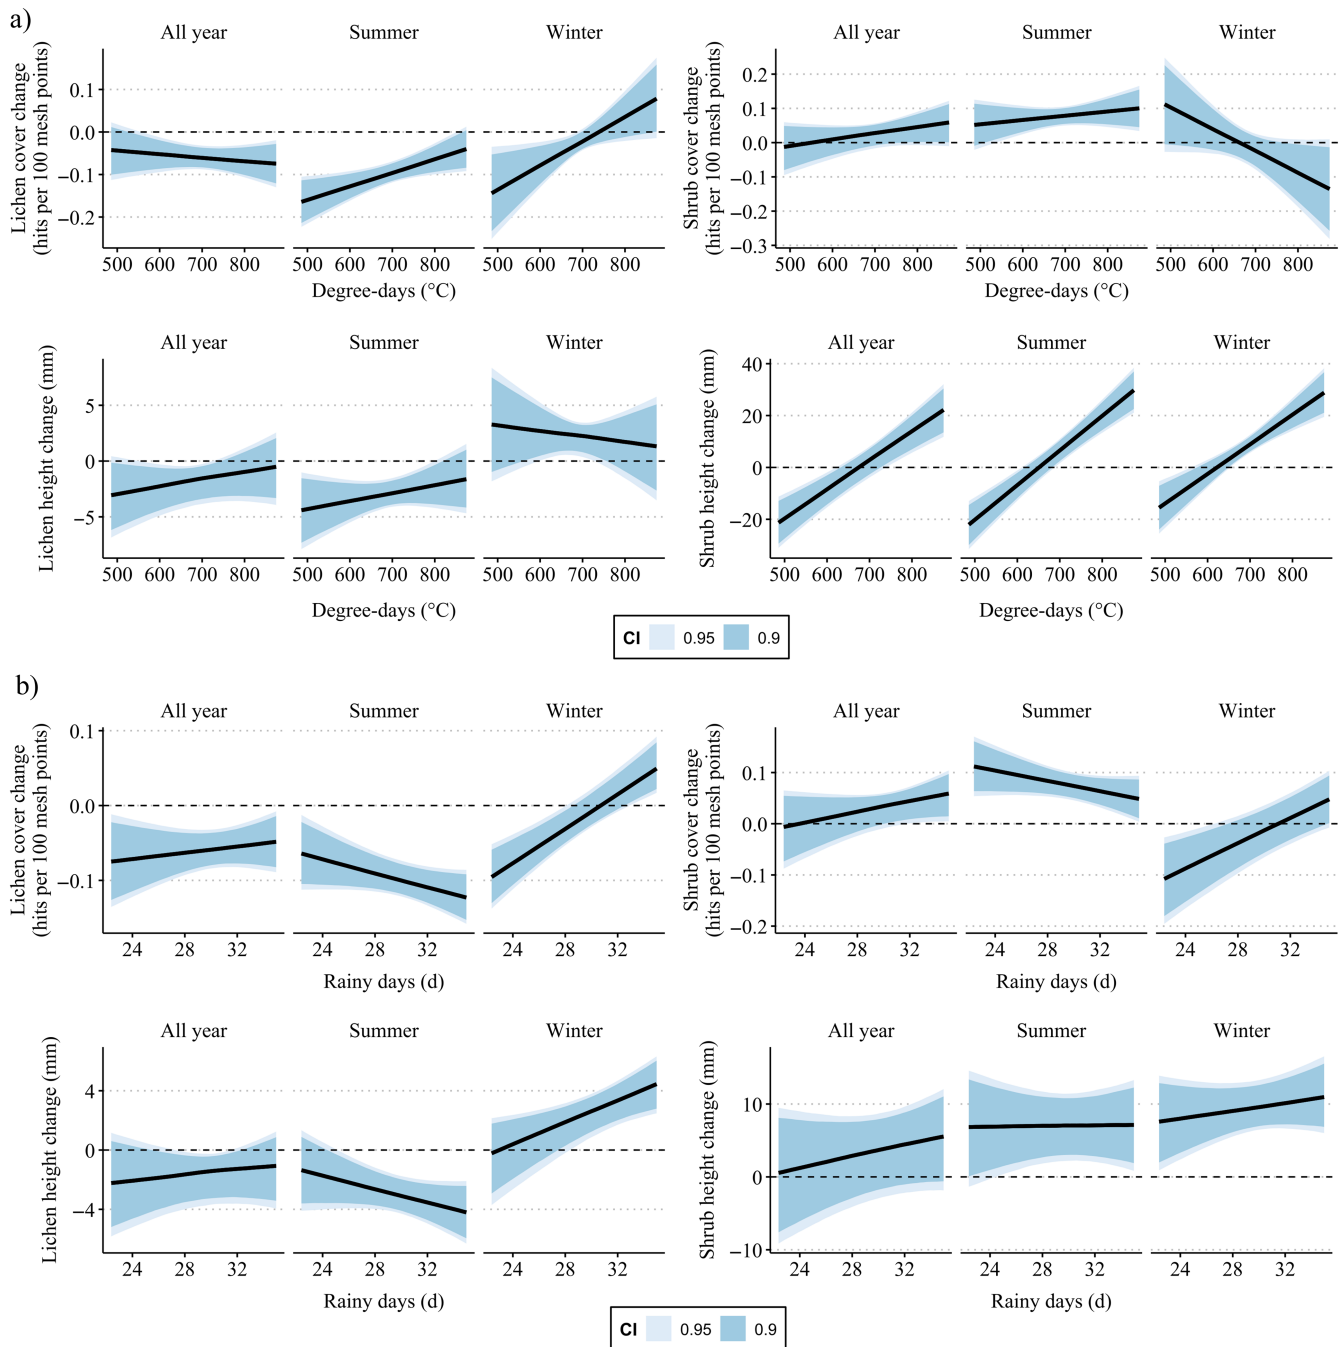 a)
All year Summer Winter
Lichen cover change
(hits per 100 mesh points)
0.1
0.0
−0.1
−0.2
500 600 700 800 500 600 700 800 500 600 700 800
Degree-days (°C)
All year Summer Winter
Shrub cover change
(hits per 100 mesh points)
0.2
0.1
0.0
−0.1
−0.2
−0.3
500 600 700 800 500 600 700 800 500 600 700 800
Degree-days (°C)
All year Summer Winter
Lichen height change (mm)
5
0
−5
500 600 700 800 500 600 700 800 500 600 700 800
Degree-days (°C)
All year Summer Winter
Shrub height change (mm)
40
20
0
−20
500 600 700 800 500 600 700 800 500 600 700 800
Degree-days (°C)
CI 0.95 0.9
b)
All year Summer Winter
Lichen cover change
(hits per 100 mesh points)
0.1
0.0
−0.1
24 28 32 24 28 32 24 28 32
Rainy days (d)
All year Summer Winter
Shrub cover change
(hits per 100 mesh points)
0.1
0.0
−0.1
−0.2
24 28 32 24 28 32 24 28 32
Rainy days (d)
All year Summer Winter
Lichen height change (mm)
4
0
−4
24 28 32 24 28 32 24 28 32
Rainy days (d)
All year Summer Winter
Shrub height change (mm)
10
0
−10
24 28 32 24 28 32 24 28 32
Rainy days (d)
CI 0.95 0.9